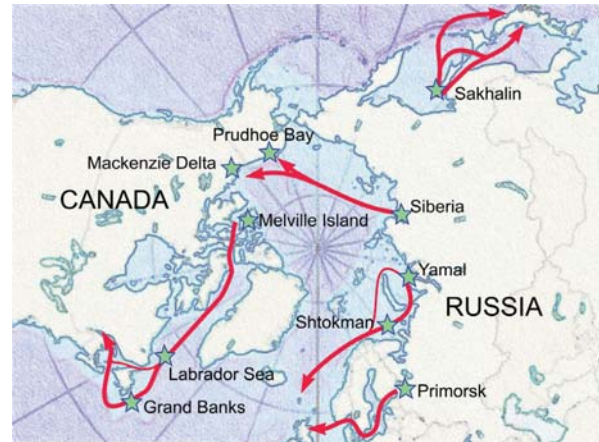 Sakhalin
Prudhoe Bay
Mackenzie Delta
CANADA
Melville Island
Siberia
Yamal
RUSSIA
Shtokman
Labrador Sea
Primorsk
Grand Banks